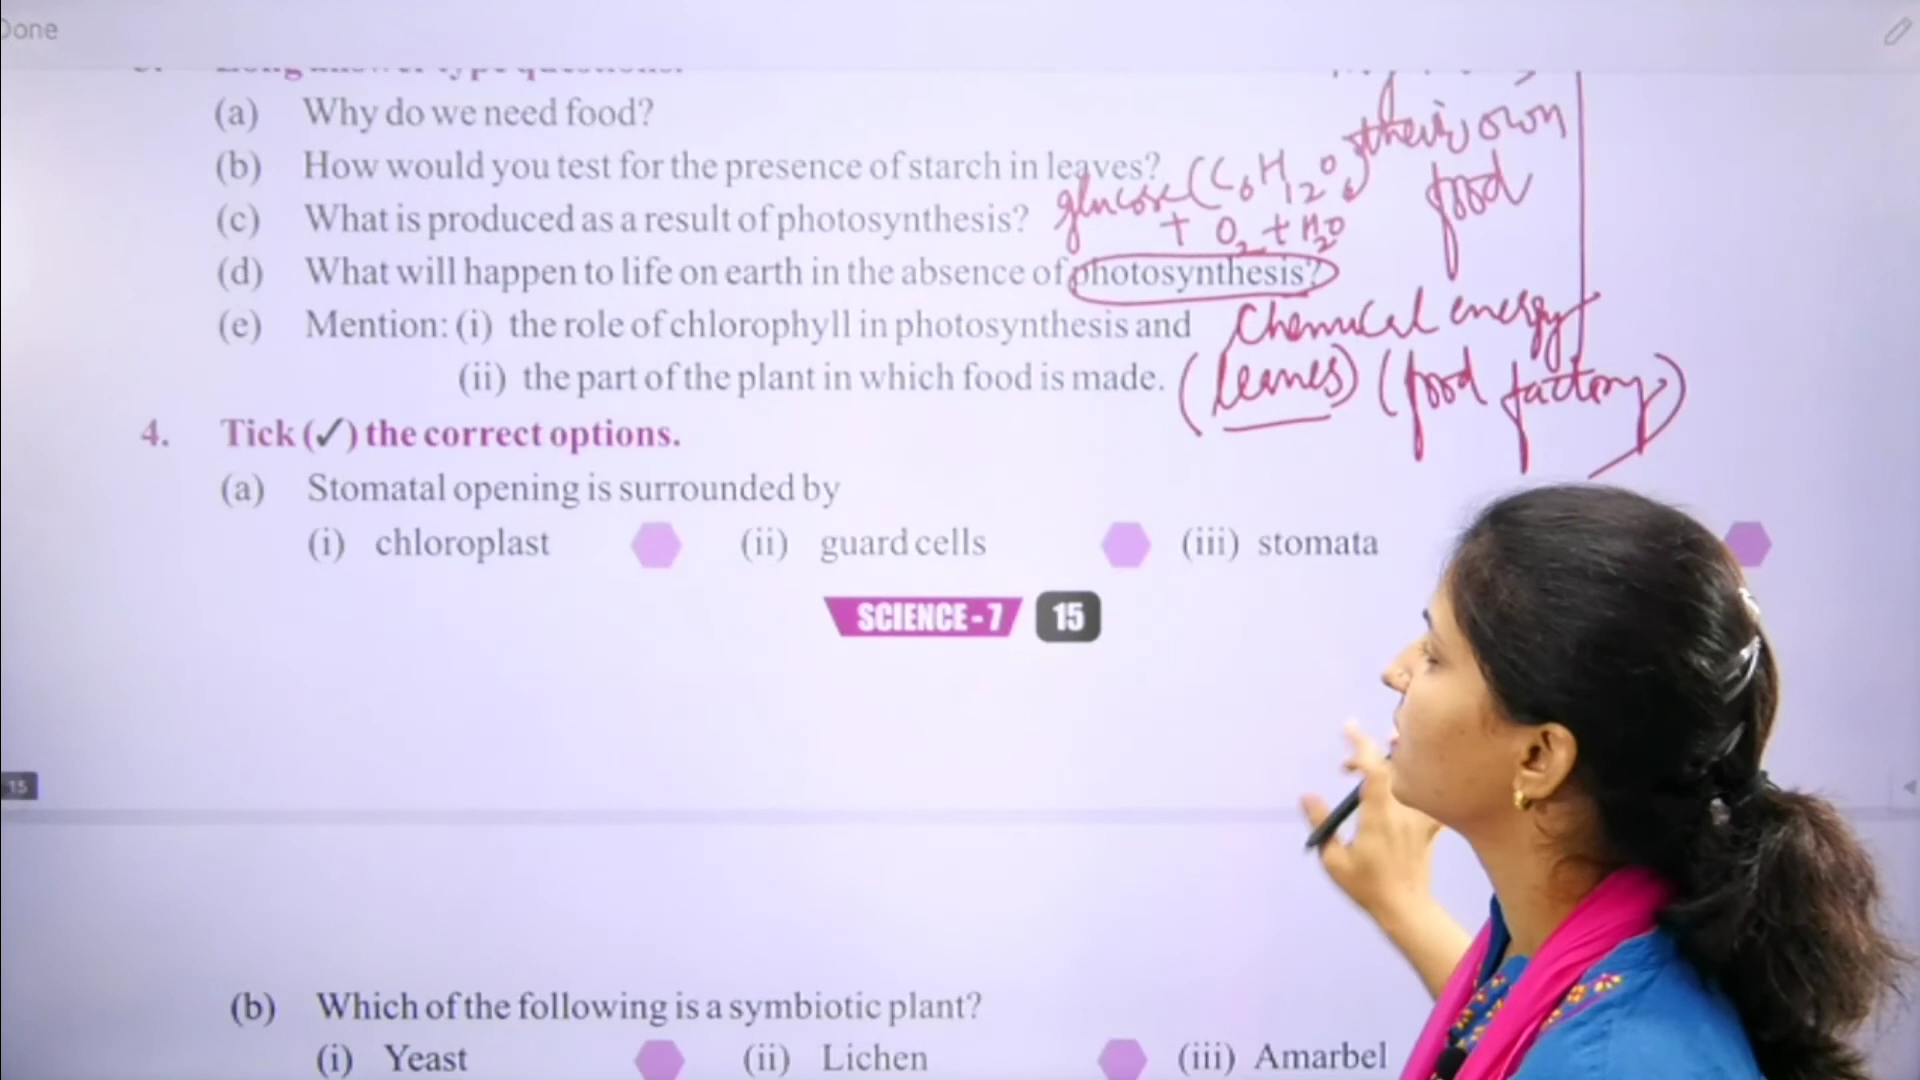 Done
Long answer type questions.
(a) Why do we need food?
their own
(b) How would you test for the presence of starch in leaves?
glucose (C6H12O6)
food
(c) What is produced as a result of photosynthesis?
+ O2 + H2O
(d) What will happen to life on earth in the absence of photosynthesis?
(e) Mention: (i) the role of chlorophyll in photosynthesis and
Chemical energy
(ii) the part of the plant in which food is made.
(leaves) (food factory)
4. Tick (✓) the correct options.
(a) Stomatal opening is surrounded by
(i) chloroplast (ii) guard cells (iii) stomata
SCIENCE - 7 15
15
(b) Which of the following is a symbiotic plant?
(i) Yeast (ii) Lichen (iii) Amarbel